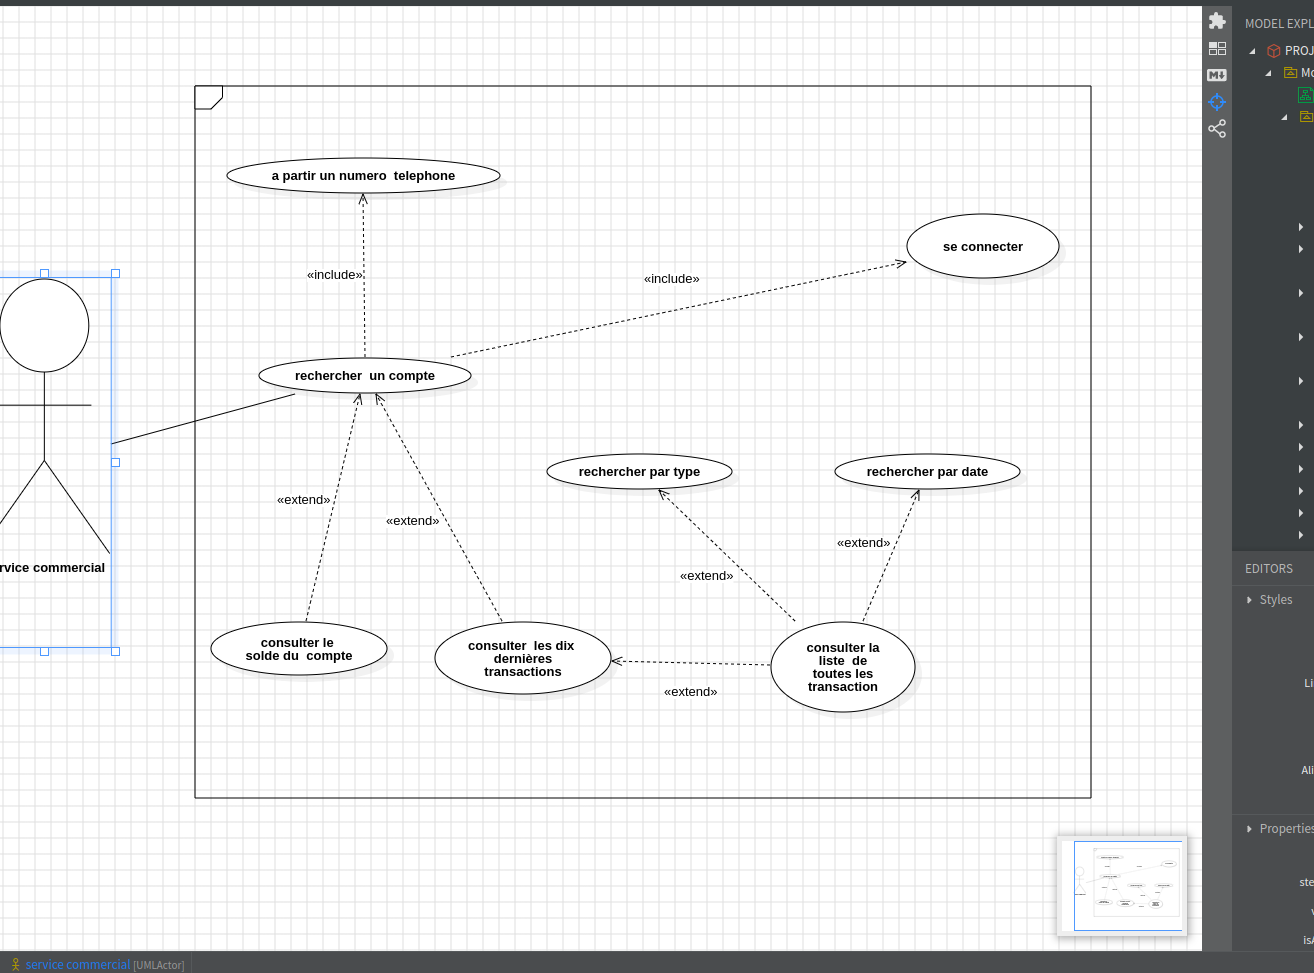 MODEL EXPL
PROJ
Mo
a partir un numero telephone
se connecter
«include»
«include»
rechercher un compte
rechercher par type
rechercher par date
«extend»
«extend»
«extend»
«extend»
rvice commercial
consulter le
solde du compte
consulter les dix
dernières
transactions
consulter la
liste de
toutes les
transaction
«extend»
EDITORS
Styles
Li
Ali
Properties
ste
isA
service commercial [UMLActor]